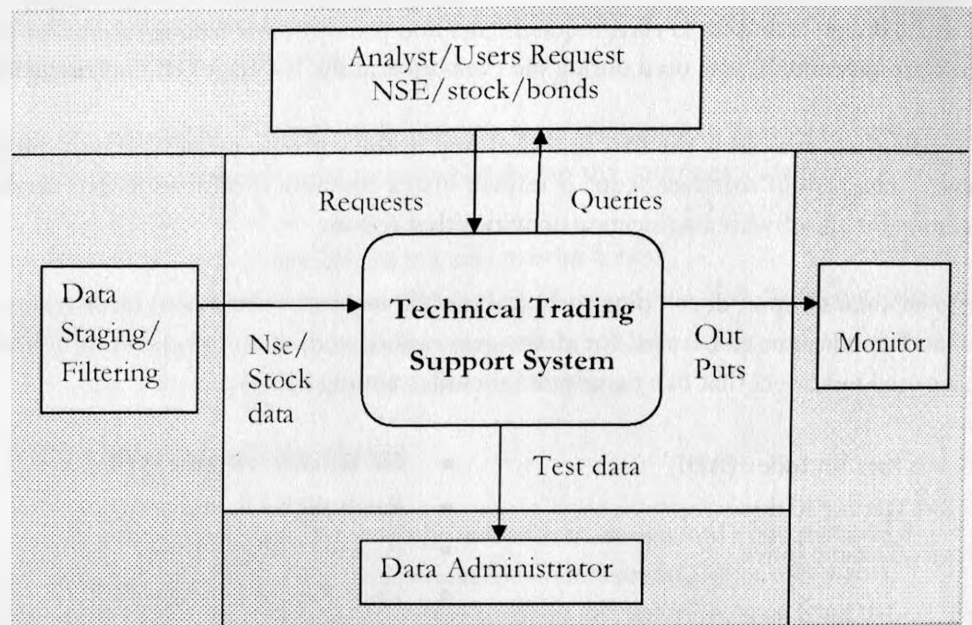 Analyst/Users Request
NSE/stock/bonds
Requests
Queries
Data
Staging/
Filtering
Nse/
Stock
data
Technical Trading
Support System
Out
Puts
Monitor
Test data
Data Administrator